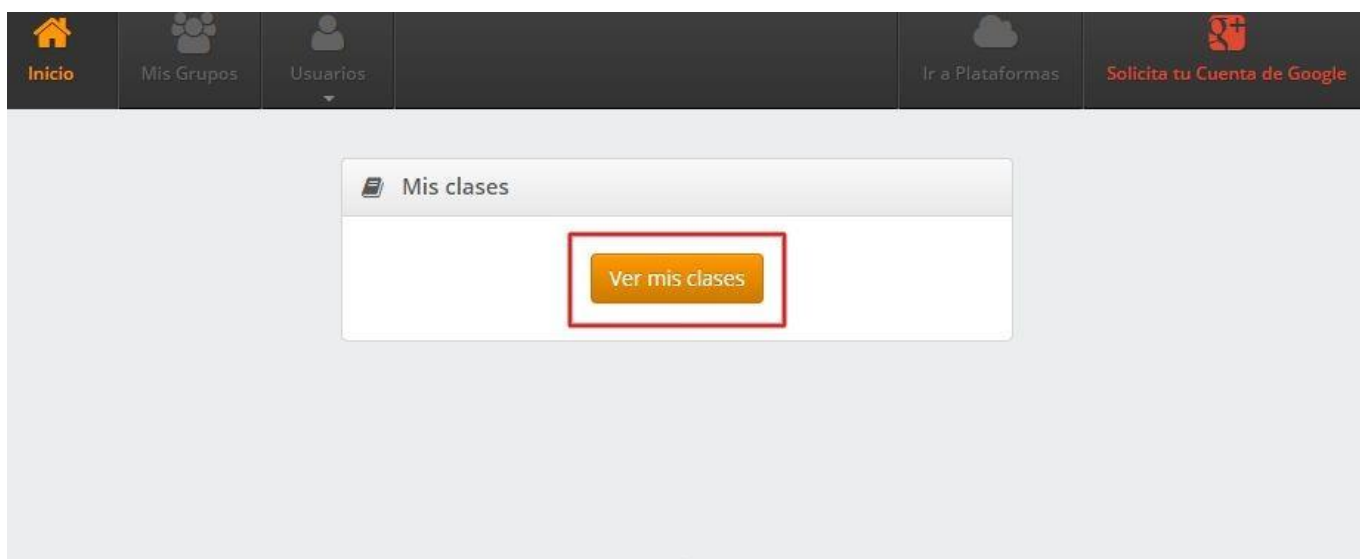 Inicio
Mis Grupos
Usuarios
Ir a Plataformas
g+
Solicita tu Cuenta de Google
Mis clases
Ver mis clases